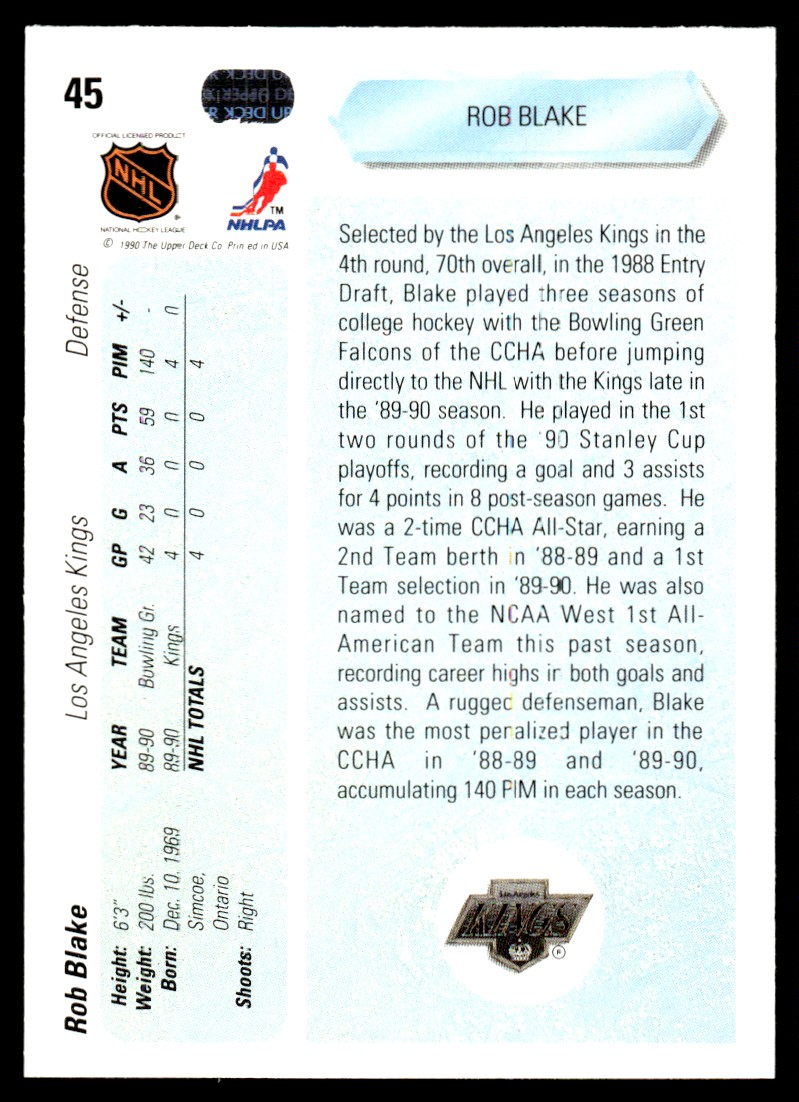 45
OFFICIAL LICENSED PRODUCT
NHL
NATIONAL HOCKEY LEAGUE
TM
NHLPA
© 1990 The Upper Deck Co. Printed in USA
ROB BLAKE
Selected by the Los Angeles Kings in the
4th round, 70th overall, in the 1988 Entry
Draft, Blake played three seasons of
college hockey with the Bowling Green
Falcons of the CCHA before jumping
directly to the NHL with the Kings late in
the '89-90 season. He played in the 1st
two rounds of the '90 Stanley Cup
playoffs, recording a goal and 3 assists
for 4 points in 8 post-season games. He
was a 2-time CCHA All-Star, earning a
2nd Team berth in '88-89 and a 1st
Team selection in '89-90. He was also
named to the NCAA West 1st All-
American Team this past season,
recording career highs in both goals and
assists. A rugged defenseman, Blake
was the most penalized player in the
CCHA in '88-89 and '89-90,
accumulating 140 PIM in each season.
Los Angeles
KINGS
®
Rob Blake Los Angeles Kings Defense
Height: 6'3"
Weight: 200 lbs.
Born: Dec. 10, 1969
Simcoe,
Ontario
Shoots: Right
YEAR TEAM GP G A PTS PIM +/-
89-90 Bowling Gr. 42 23 36 59 140 -
89-90 Kings 4 0 0 0 4 0
NHL TOTALS 4 0 0 0 4